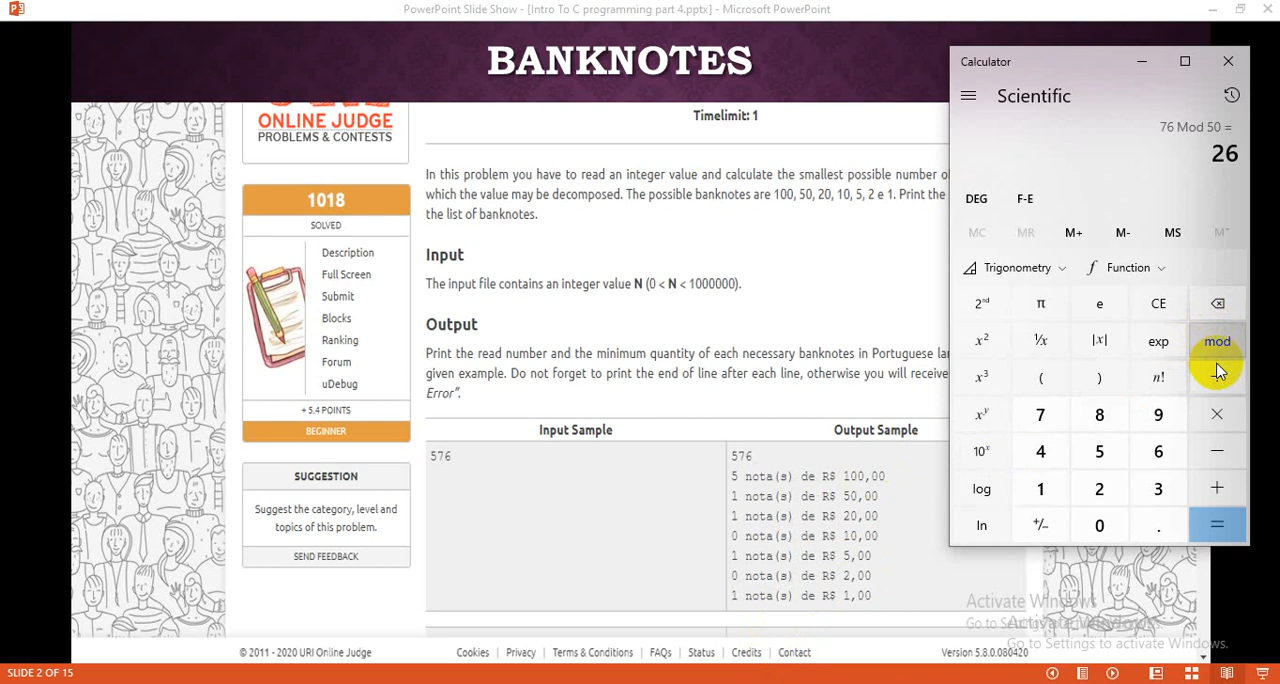 PowerPoint Slide Show - [Intro To C programming part 4.pptx] - Microsoft PowerPoint
BANKNOTES
ONLINE JUDGE
PROBLEMS & CONTESTS
1018
SOLVED
Description
Full Screen
Submit
Blocks
Ranking
Forum
uDebug
+ 5.4 POINTS
BEGINNER
SUGGESTION
Suggest the category, level and
topics of this problem.
SEND FEEDBACK
Timelimit: 1
In this problem you have to read an integer value and calculate the smallest possible number o
which the value may be decomposed. The possible banknotes are 100, 50, 20, 10, 5, 2 e 1. Print the
the list of banknotes.
Input
The input file contains an integer value N (0 < N < 1000000).
Output
Print the read number and the minimum quantity of each necessary banknotes in Portuguese la
given example. Do not forget to print the end of line after each line, otherwise you will receive
Error”.
Input Sample Output Sample
576 576
5 nota(s) de R$ 100,00
1 nota(s) de R$ 50,00
1 nota(s) de R$ 20,00
0 nota(s) de R$ 10,00
1 nota(s) de R$ 5,00
0 nota(s) de R$ 2,00
1 nota(s) de R$ 1,00
© 2011 - 2020 URI Online Judge Cookies Privacy Terms & Conditions FAQs Status Credits Contact Version 5.8.0.080420
Calculator
Scientific
76 Mod 50 =
26
DEG F-E
MC MR M+ M- MS M˅
Trigonometry Function
2ⁿᵈ π e CE
x² ¹/x |x| exp mod
x³ ( ) n! ÷
xʸ 7 8 9 ×
10ˣ 4 5 6 −
log 1 2 3 +
ln +/− 0 . =
Activate Windows
Go to Settings to activate Windows.
SLIDE 2 OF 15